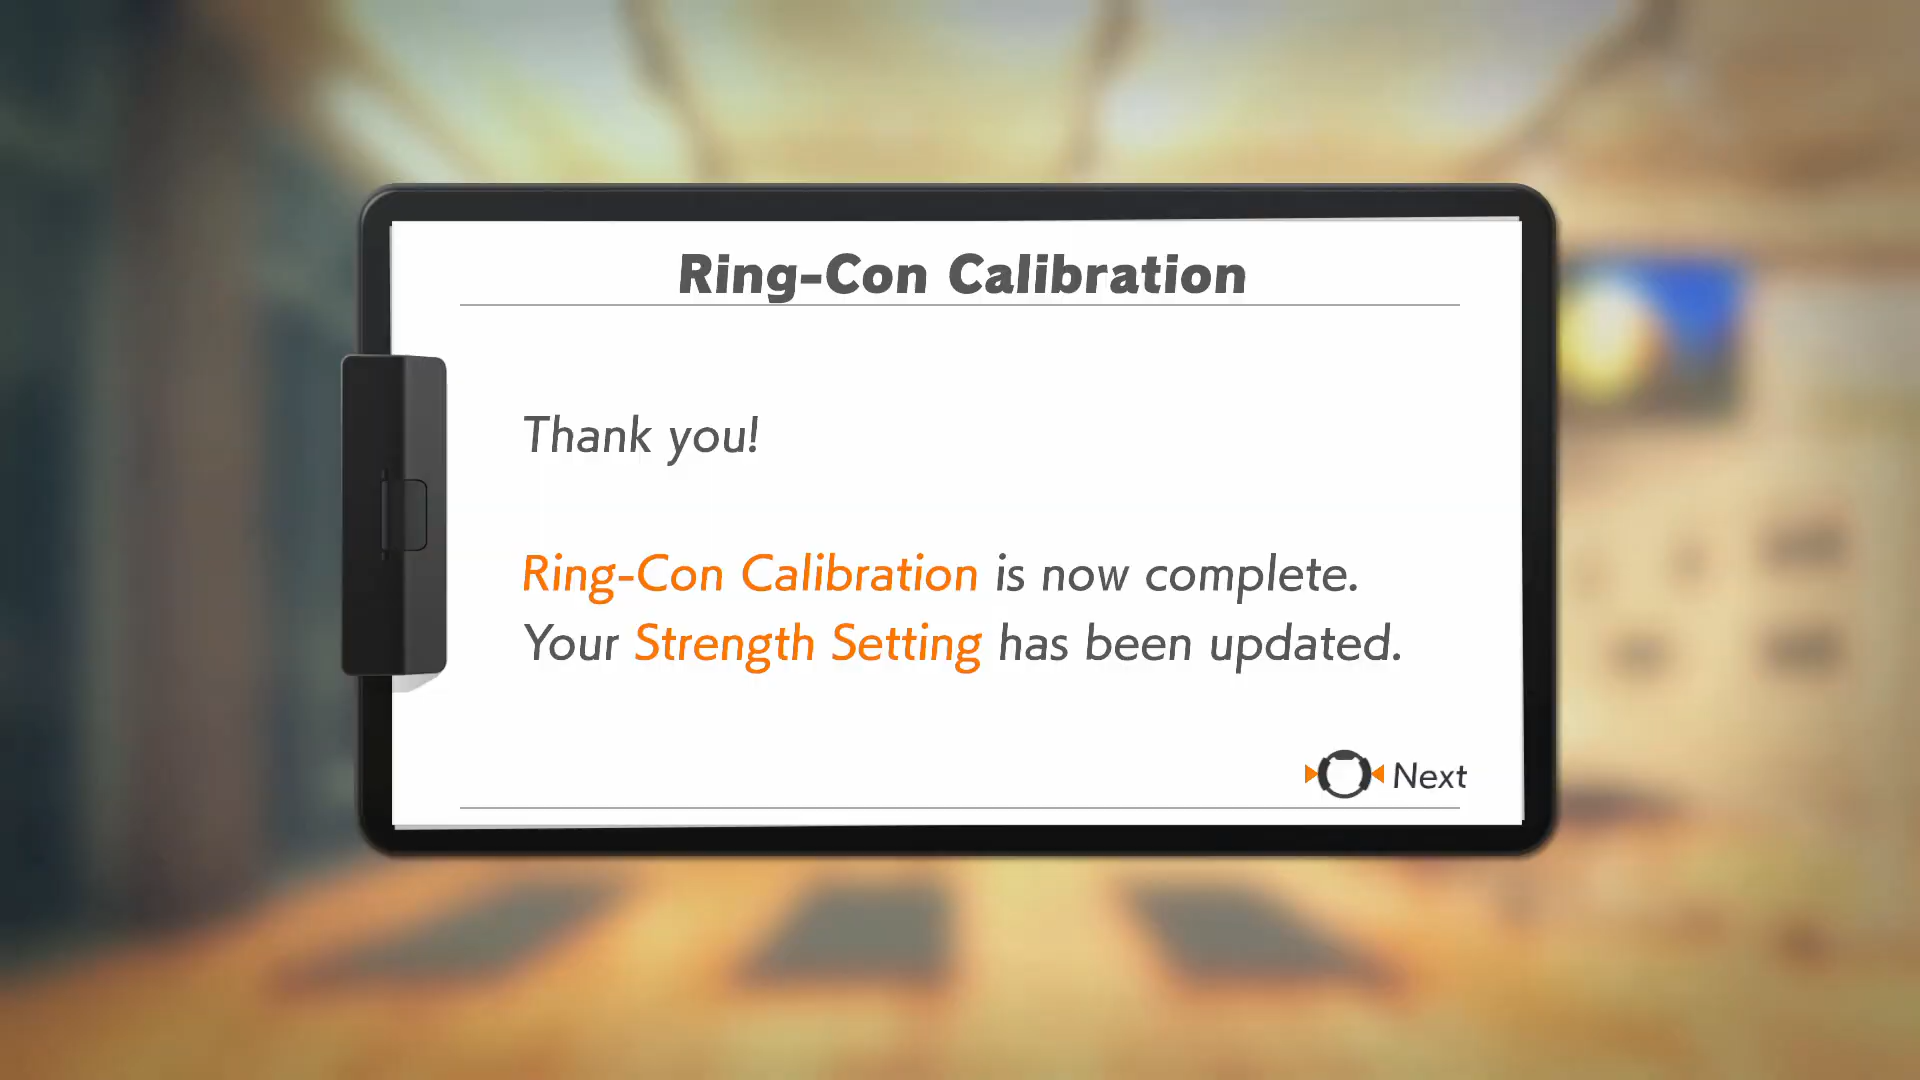 Ring-Con Calibration
Thank you!
Ring-Con Calibration is now complete.
Your Strength Setting has been updated.
Next